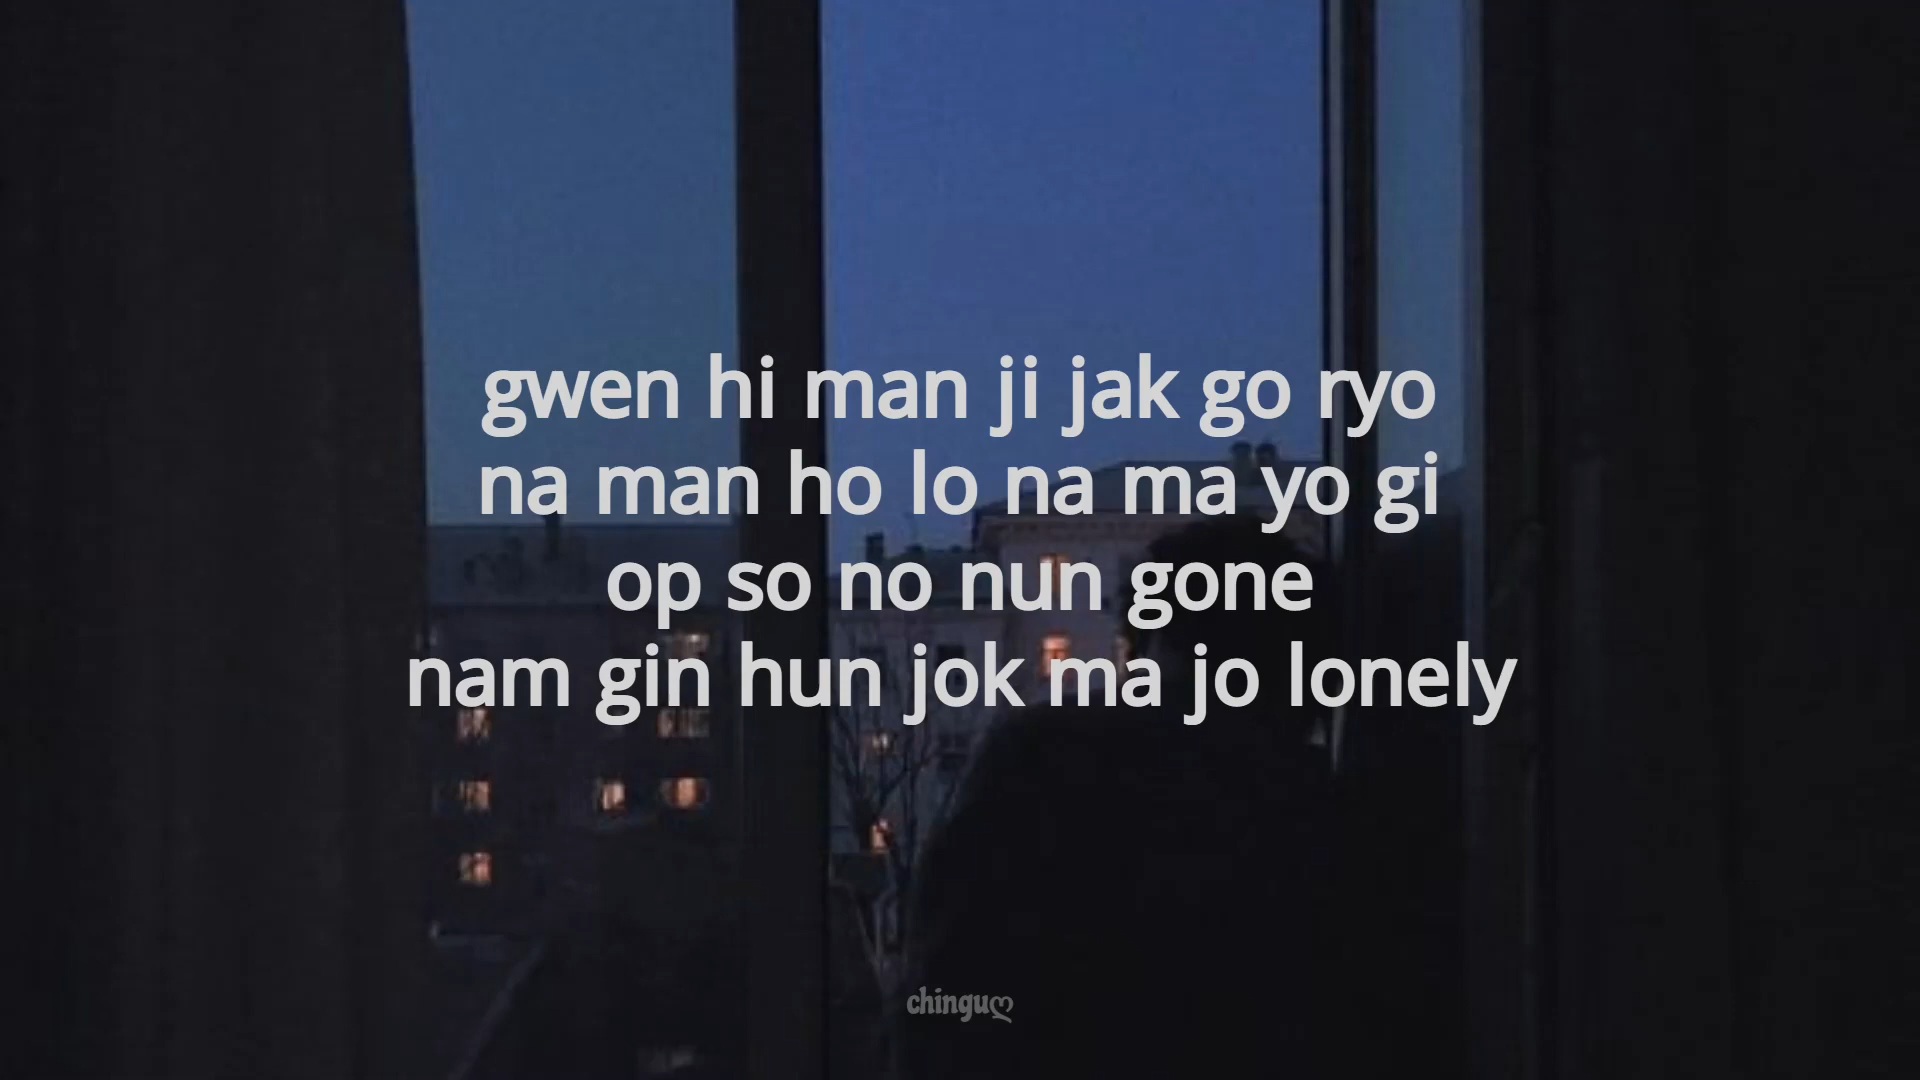 gwen hi man ji jak go ryo
na man ho lo na ma yo gi
op so no nun gone
nam gin hun jok ma jo lonely
chinguღ